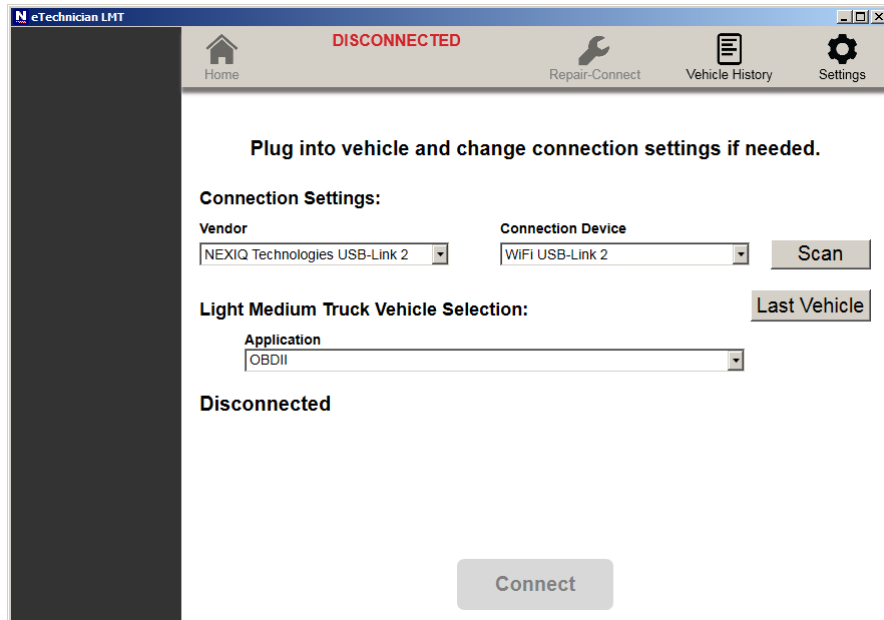 eTechnician LMT
DISCONNECTED
Home
Repair-Connect
Vehicle History
Settings
Plug into vehicle and change connection settings if needed.
Connection Settings:
Vendor
Connection Device
NEXIQ Technologies USB-Link 2
WiFi USB-Link 2
Scan
Light Medium Truck Vehicle Selection:
Last Vehicle
Application
OBDII
Disconnected
Connect